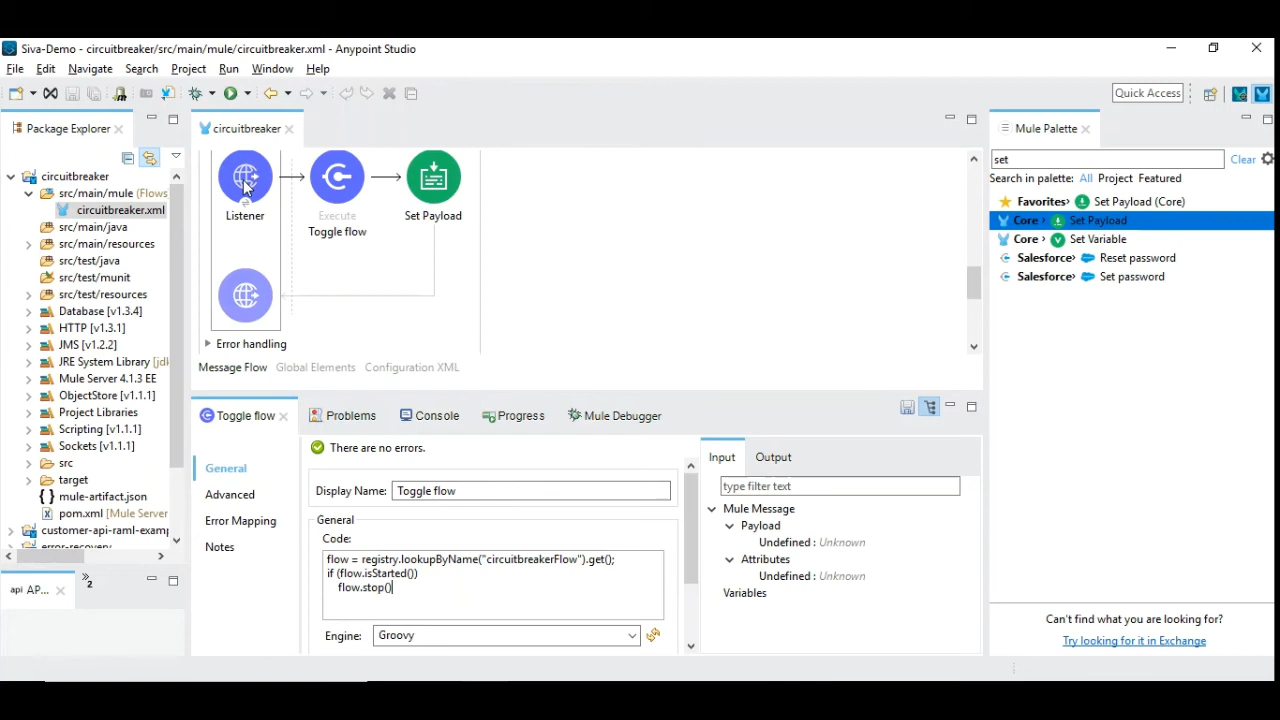 Siva-Demo - circuitbreaker/src/main/mule/circuitbreaker.xml - Anypoint Studio
File Edit Navigate Search Project Run Window Help
Quick Access
Package Explorer
circuitbreaker
src/main/mule (Flows
circuitbreaker.xml
src/main/java
src/main/resources
src/test/java
src/test/munit
src/test/resources
Database [v1.3.4]
HTTP [v1.3.1]
JMS [v1.2.2]
JRE System Library [jd
Mule Server 4.1.3 EE
ObjectStore [v1.1.1]
Project Libraries
Scripting [v1.1.1]
Sockets [v1.1.1]
src
target
mule-artifact.json
pom.xml [Mule Server
customer-api-raml-examp
error-recovery
api AP...
2
circuitbreaker
Listener
Execute
Toggle flow
Set Payload
Error handling
Message Flow Global Elements Configuration XML
Toggle flow Problems Console Progress Mule Debugger
There are no errors.
General
Advanced
Error Mapping
Notes
Display Name: Toggle flow
General
Code:
flow = registry.lookupByName("circuitbreakerFlow").get();
if (flow.isStarted())
flow.stop()
Engine: Groovy
Input Output
type filter text
Mule Message
Payload
Undefined : Unknown
Attributes
Undefined : Unknown
Variables
Mule Palette
set
Clear
Search in palette: All Project Featured
Favorites> Set Payload (Core)
Core> Set Payload
Core> Set Variable
Salesforce> Reset password
Salesforce> Set password
Can't find what you are looking for?
Try looking for it in Exchange